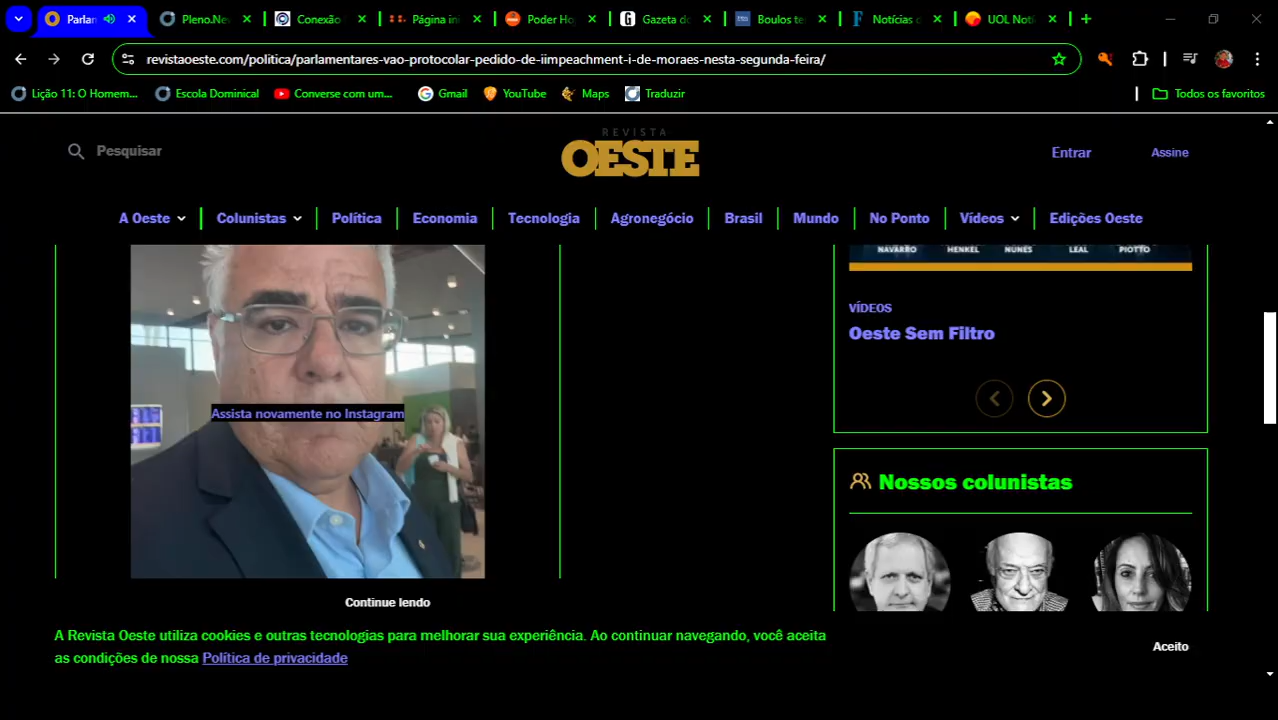 Parlan
Pleno.Ne
Conexão
Página ini
Poder Ho
Gazeta do
Boulos te
Notícias d
UOL Notí
revistaoeste.com/politica/parlamentares-vao-protocolar-pedido-de-iimpeachment-i-de-moraes-nesta-segunda-feira/
Lição 11: O Homem...
Escola Dominical
Converse com um...
Gmail
YouTube
Maps
Traduzir
Todos os favoritos
Pesquisar
REVISTA
OESTE
Entrar
Assine
A Oeste
Colunistas
Política
Economia
Tecnologia
Agronegócio
Brasil
Mundo
No Ponto
Vídeos
Edições Oeste
NAVARRO
HENKEL
NUNES
LEAL
PIOTTO
VÍDEOS
Oeste Sem Filtro
Assista novamente no Instagram
Nossos colunistas
Continue lendo
A Revista Oeste utiliza cookies e outras tecnologias para melhorar sua experiência. Ao continuar navegando, você aceita
as condições de nossa Política de privacidade
Aceito